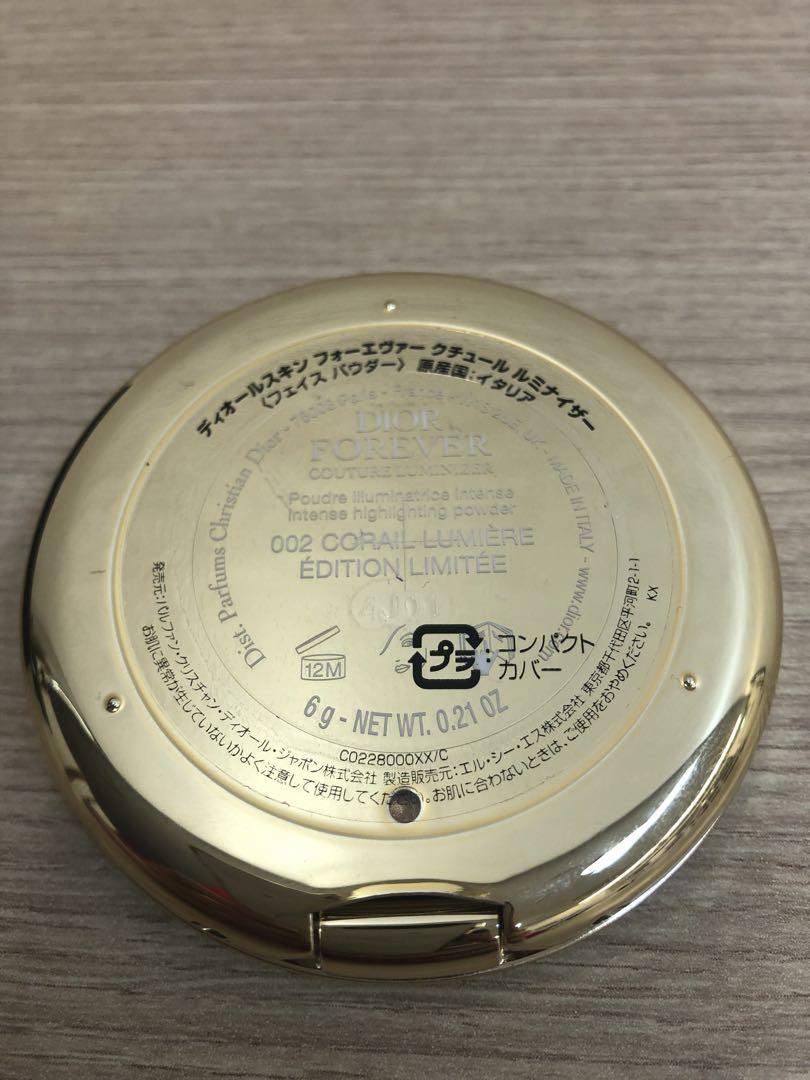 ディオールスキン フォーエヴァー クチュール ルミナイザー
〈フェイス パウダー〉 原産国:イタリア
Dist. Parfums Christian Dior - 75008 Paris - France - MADE IN ITALY - www.dior.com
DIOR
FOREVER
COUTURE LUMINIZER
Poudre illuminatrice intense
Intense highlighting powder
002 CORAIL LUMIÈRE
ÉDITION LIMITÉE
4J01
12M
プラ
コンパクト
カバー
6 g - NET WT. 0.21 OZ
C0228000XX/C
発売元:パルファン・クリスチャン・ディオール・ジャポン株式会社 製造販売元:エル・シー・エス株式会社 東京都千代田区平河町2-1-1 KX
お肌に異常が生じていないかよく注意して使用してくだ。お肌に合わないときは、ご使用をおやめください。